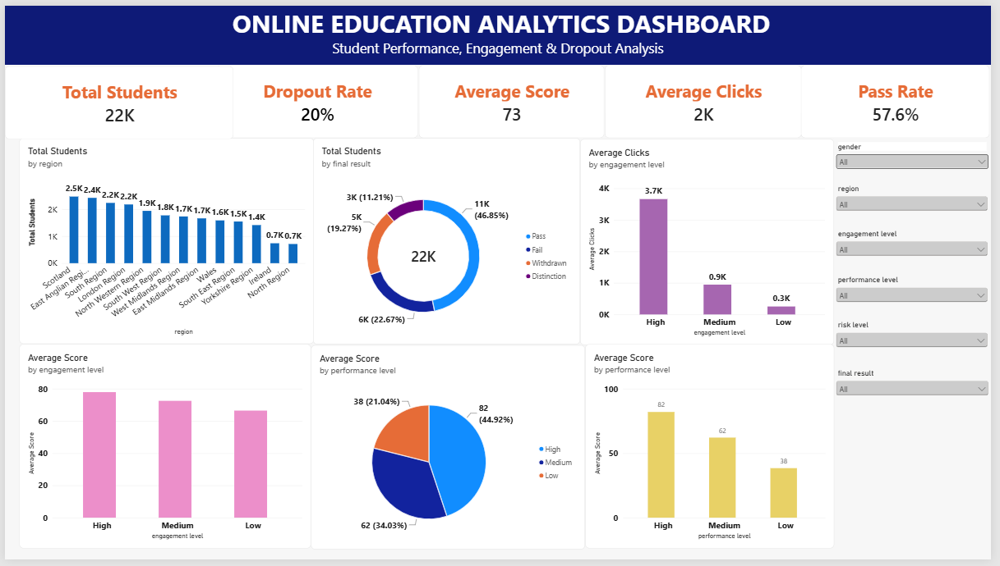 ONLINE EDUCATION ANALYTICS DASHBOARD
Student Performance, Engagement & Dropout Analysis
Total Students
22K
Dropout Rate
20%
Average Score
73
Average Clicks
2K
Pass Rate
57.6%
Total Students
by region
Total Students
2K
1K
0K
2.5K
2.4K
2.2K
2.2K
1.9K
1.8K
1.7K
1.7K
1.6K
1.5K
1.4K
0.7K
0.7K
Scotland
East Anglian Regi...
South Region
London Region
North Western Region
South West Region
West Midlands Region
East Midlands Region
Wales
South East Region
Yorkshire Region
Ireland
North Region
region
Total Students
by final result
3K (11.21%)
11K
(46.85%)
5K
(19.27%)
22K
6K (22.67%)
Pass
Fail
Withdrawn
Distinction
Average Clicks
by engagement level
Average Clicks
4K
3K
2K
1K
0K
3.7K
0.9K
0.3K
High
Medium
Low
engagement level
gender
All
region
All
engagement level
All
performance level
All
risk level
All
final result
All
Average Score
by engagement level
Average Score
80
60
40
20
0
High
Medium
Low
engagement level
Average Score
by performance level
38 (21.04%)
82
(44.92%)
62 (34.03%)
High
Medium
Low
Average Score
by performance level
Average Score
100
50
0
82
62
38
High
Medium
Low
performance level